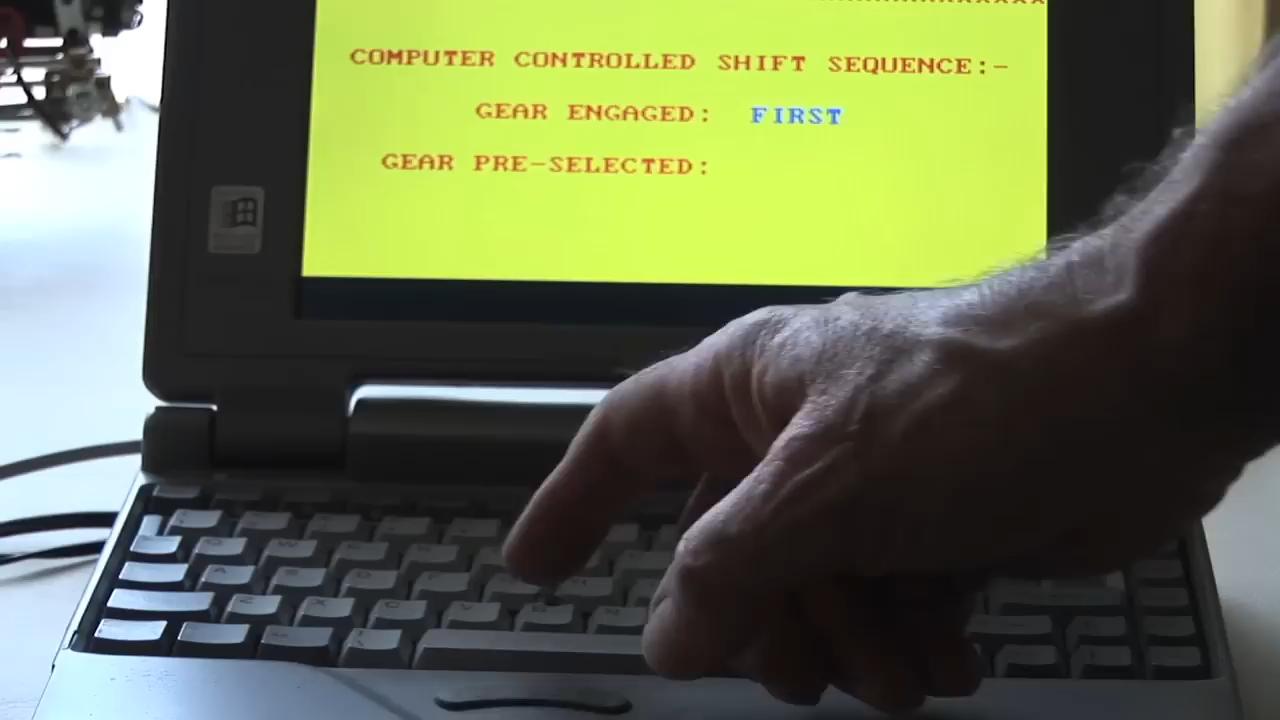 COMPUTER CONTROLLED SHIFT SEQUENCE:-
GEAR ENGAGED: FIRST
GEAR PRE-SELECTED: